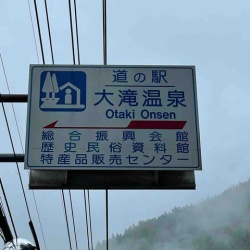 道の駅
大滝温泉
Otaki Onsen
総合振興会館
歴史民俗資料館
特産品販売センター